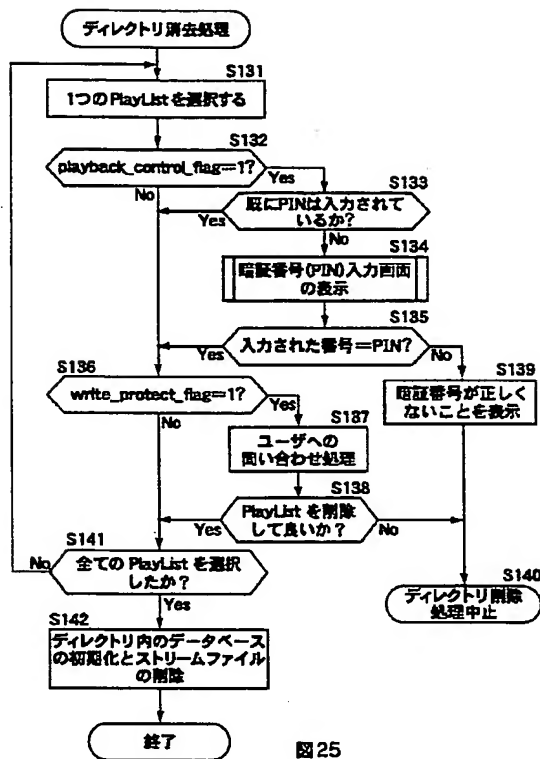 ディレクトリ消去処理
S131
1つのPlayListを選択する
S132
playback_control_flag=1?
Yes
No
S133
既にPINは入力されて
いるか?
Yes
No
S134
暗証番号(PIN)入力画面
の表示
S135
入力された番号=PIN?
Yes
No
S136
write_protect_flag=1?
Yes
No
S139
暗証番号が正しく
ないことを表示
S137
ユーザへの
問い合わせ処理
S138
PlayListを削除
して良いか?
Yes
No
S141
全てのPlayListを選択
したか?
No
Yes
S140
ディレクトリ削除
処理中止
S142
ディレクトリ内のデータベース
の初期化とストリームファイル
の削除
終了
図25